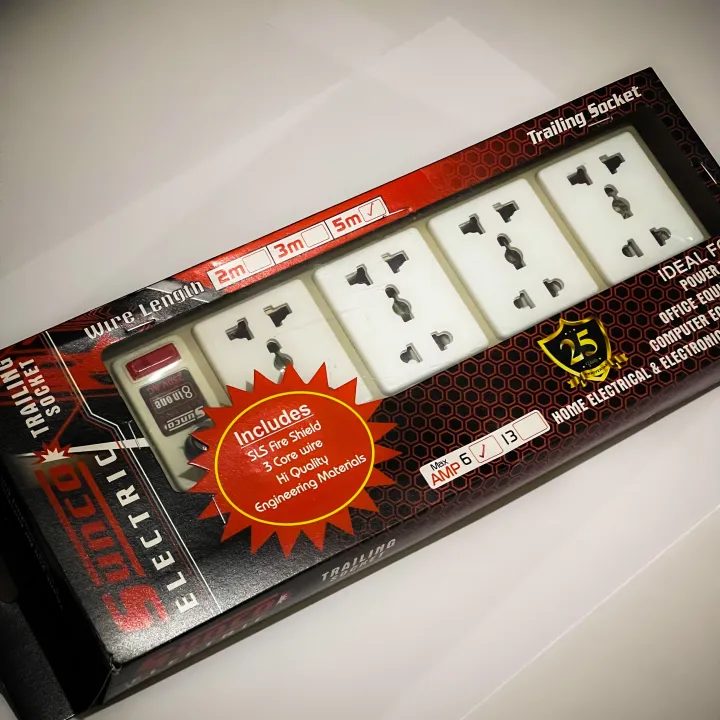 Trailing Socket
Wire Length 2m 3m 5m ✓
TRAILING
SOCKET
Sunco
ELECTRIC
8 in one
Sunco
Includes
SLS Fire Shield
3 Core wire
Hi Quality
Engineering Materials
25
IDEAL F
POWER
OFFICE EQU
COMPUTER E
HOME ELECTRICAL & ELECTRONIC
Max
AMP 6 ✓ 13
TRAILING
SOCKET